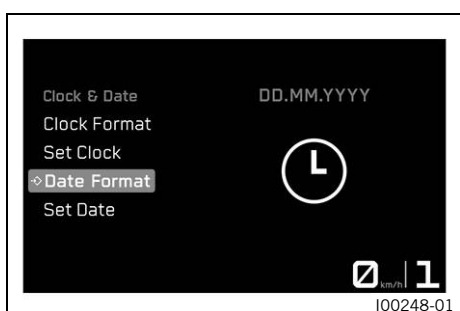 Clock & Date
DD.MM.YYYY
Clock Format
Set Clock
Date Format
Set Date
0 km/h 1
I00248-01